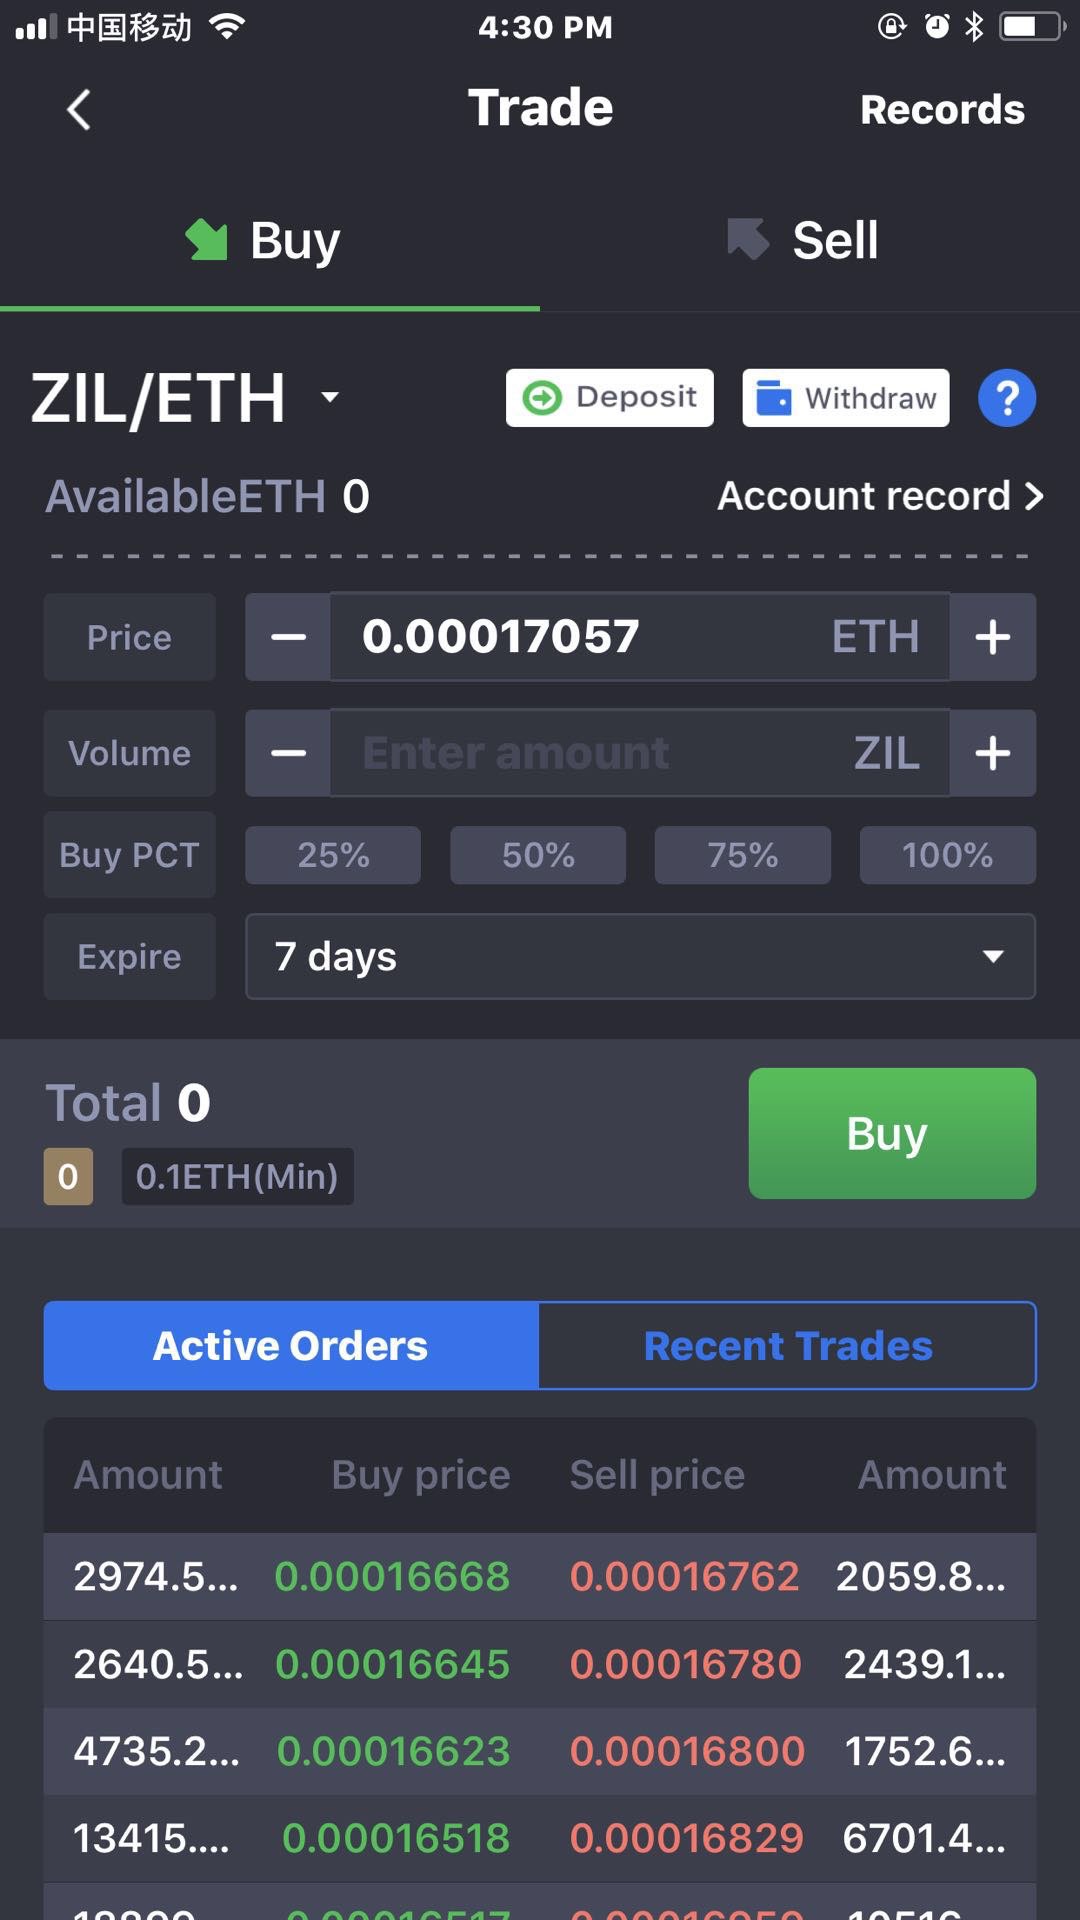 中国移动 4:30 PM
Trade Records
Buy Sell
ZIL/ETH Deposit Withdraw ?
AvailableETH 0 Account record >
Price − 0.00017057 ETH +
Volume − Enter amount ZIL +
Buy PCT 25% 50% 75% 100%
Expire 7 days
Total 0
0 0.1ETH(Min) Buy
Active Orders Recent Trades
Amount Buy price Sell price Amount
2974.5... 0.00016668 0.00016762 2059.8...
2640.5... 0.00016645 0.00016780 2439.1...
4735.2... 0.00016623 0.00016800 1752.6...
13415.... 0.00016518 0.00016829 6701.4...